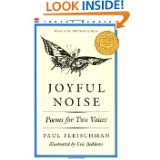 JOYFUL
NOISE
Poems for Two Voices
PAUL FLEISCHMAN
Illustrated by Eric Beddows